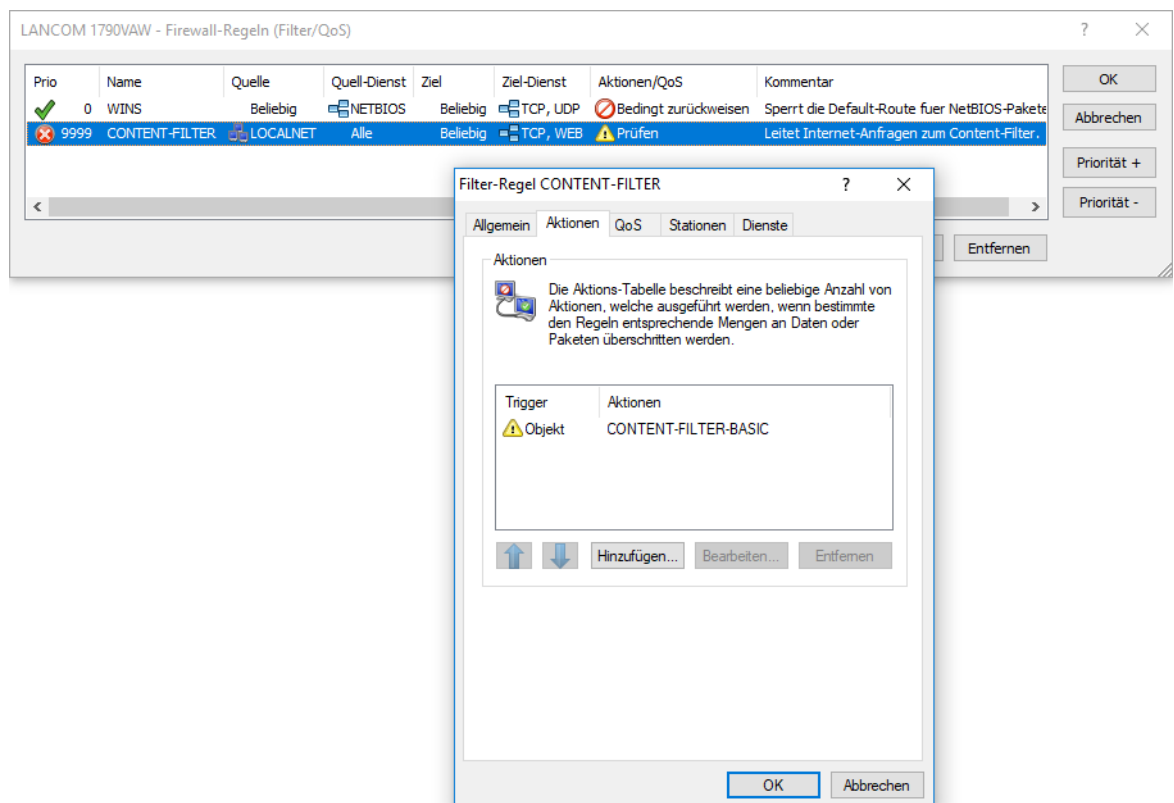 LANCOM 1790VAW - Firewall-Regeln (Filter/QoS)
Prio Name Quelle Quell-Dienst Ziel Ziel-Dienst Aktionen/QoS Kommentar
0 WINS Beliebig NETBIOS Beliebig TCP, UDP Bedingt zurückweisen Sperrt die Default-Route fuer NetBIOS-Pakete
9999 CONTENT-FILTER LOCALNET Alle Beliebig TCP, WEB Prüfen Leitet Internet-Anfragen zum Content-Filter.
OK
Abbrechen
Priorität +
Priorität -
Entfernen
Filter-Regel CONTENT-FILTER
Allgemein Aktionen QoS Stationen Dienste
Aktionen
Die Aktions-Tabelle beschreibt eine beliebige Anzahl von
Aktionen, welche ausgeführt werden, wenn bestimmte
den Regeln entsprechende Mengen an Daten oder
Paketen überschritten werden.
Trigger Aktionen
Objekt CONTENT-FILTER-BASIC
Hinzufügen... Bearbeiten... Entfernen
OK Abbrechen